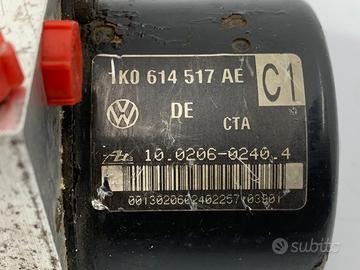 1K0 614 517 AE
C1
DE
CTA
10.0206-0240.4
subito